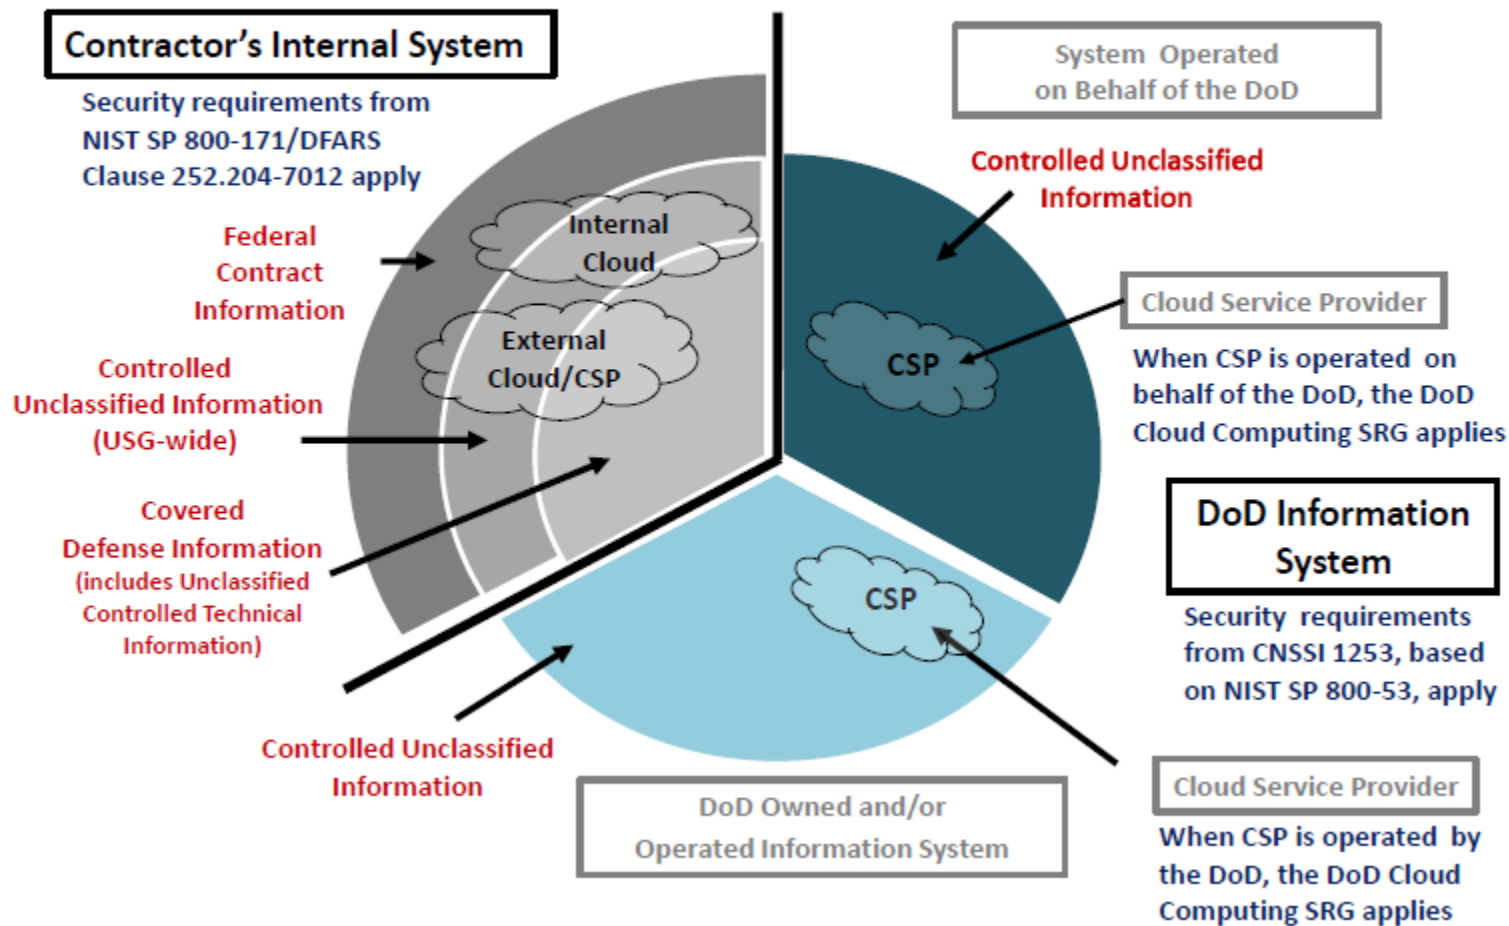 Contractor's Internal System
Security requirements from
NIST SP 800-171/DFARS
Clause 252.204-7012 apply
Federal
Contract
Information
Controlled
Unclassified Information
(USG-wide)
Covered
Defense Information
(includes Unclassified
Controlled Technical
Information)
Internal
Cloud
External
Cloud/CSP
System Operated
on Behalf of the DoD
Controlled Unclassified
Information
Cloud Service Provider
CSP
When CSP is operated on
behalf of the DoD, the DoD
Cloud Computing SRG applies
DoD Information
System
Security requirements
from CNSSI 1253, based
on NIST SP 800-53, apply
CSP
Controlled Unclassified
Information
DoD Owned and/or
Operated Information System
Cloud Service Provider
When CSP is operated by
the DoD, the DoD Cloud
Computing SRG applies